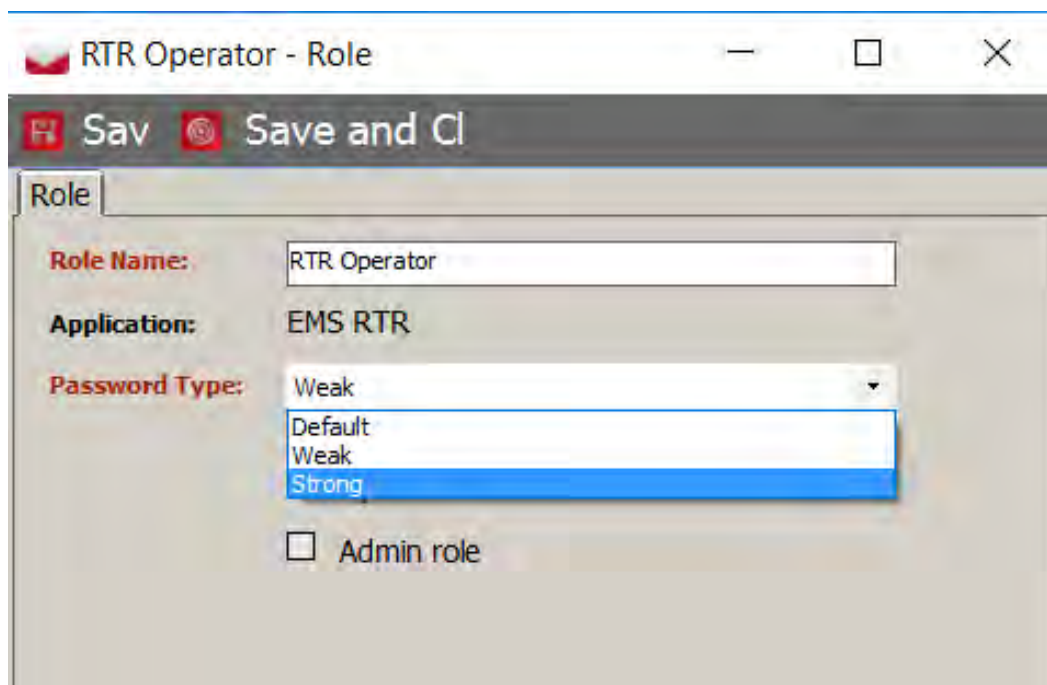 RTR Operator - Role
Sav Save and Cl
Role
Role Name: RTR Operator
Application: EMS RTR
Password Type: Weak
Default
Weak
Strong
Admin role